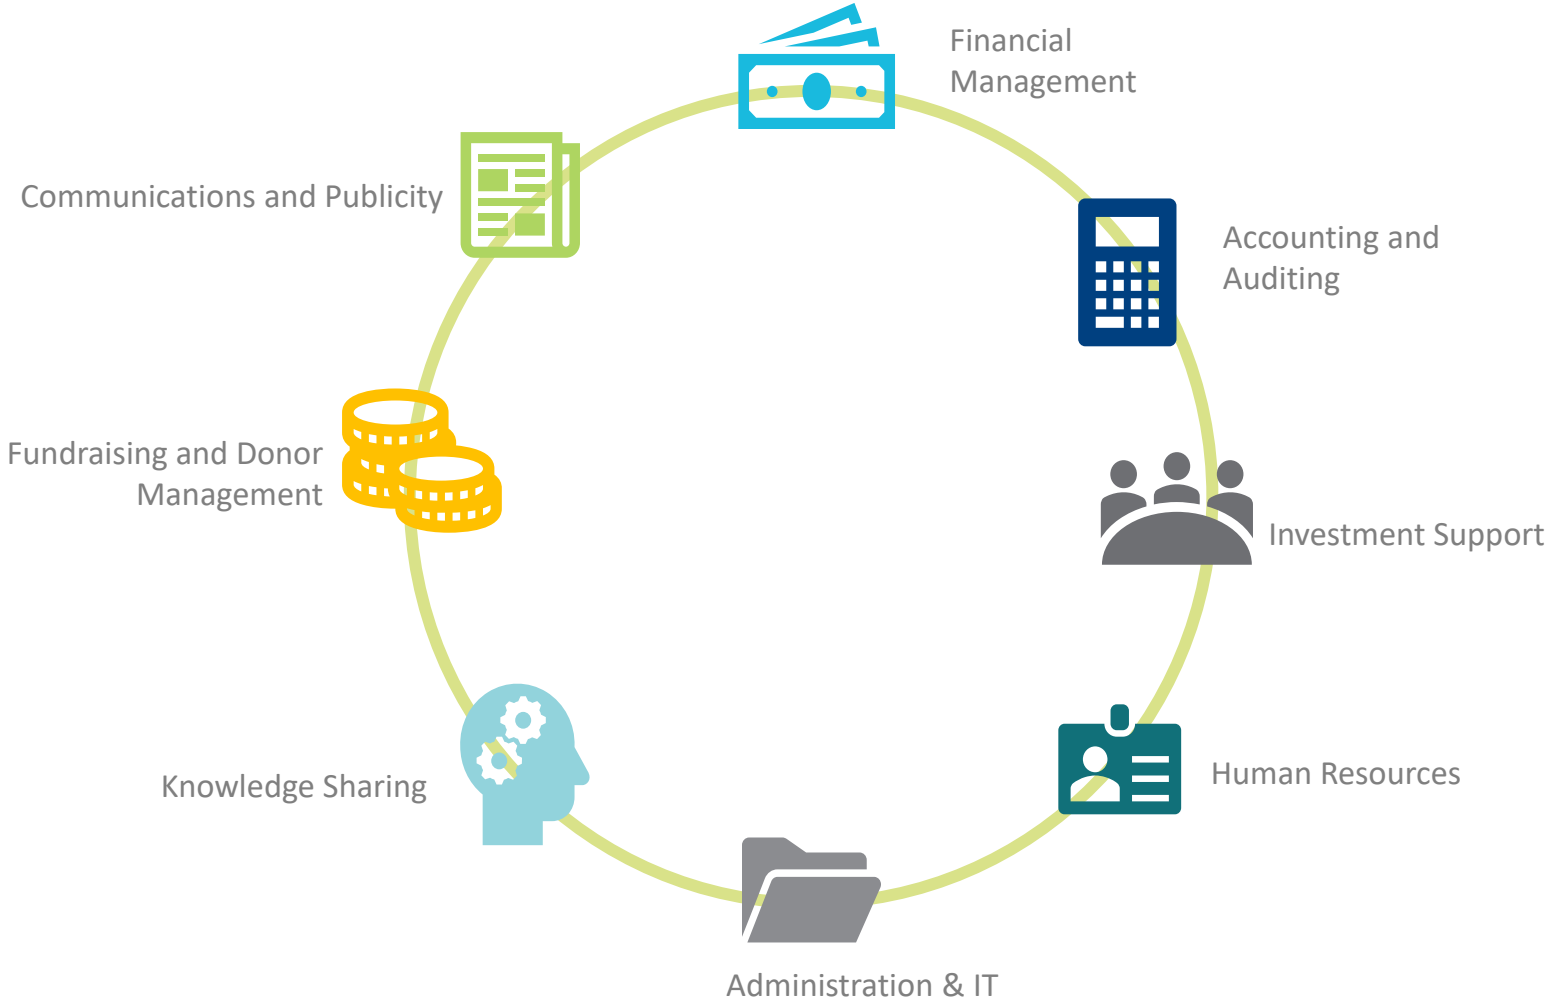 Financial
Management
Communications and Publicity
Accounting and
Auditing
Fundraising and Donor
Management
Investment Support
Human Resources
Knowledge Sharing
Administration & IT